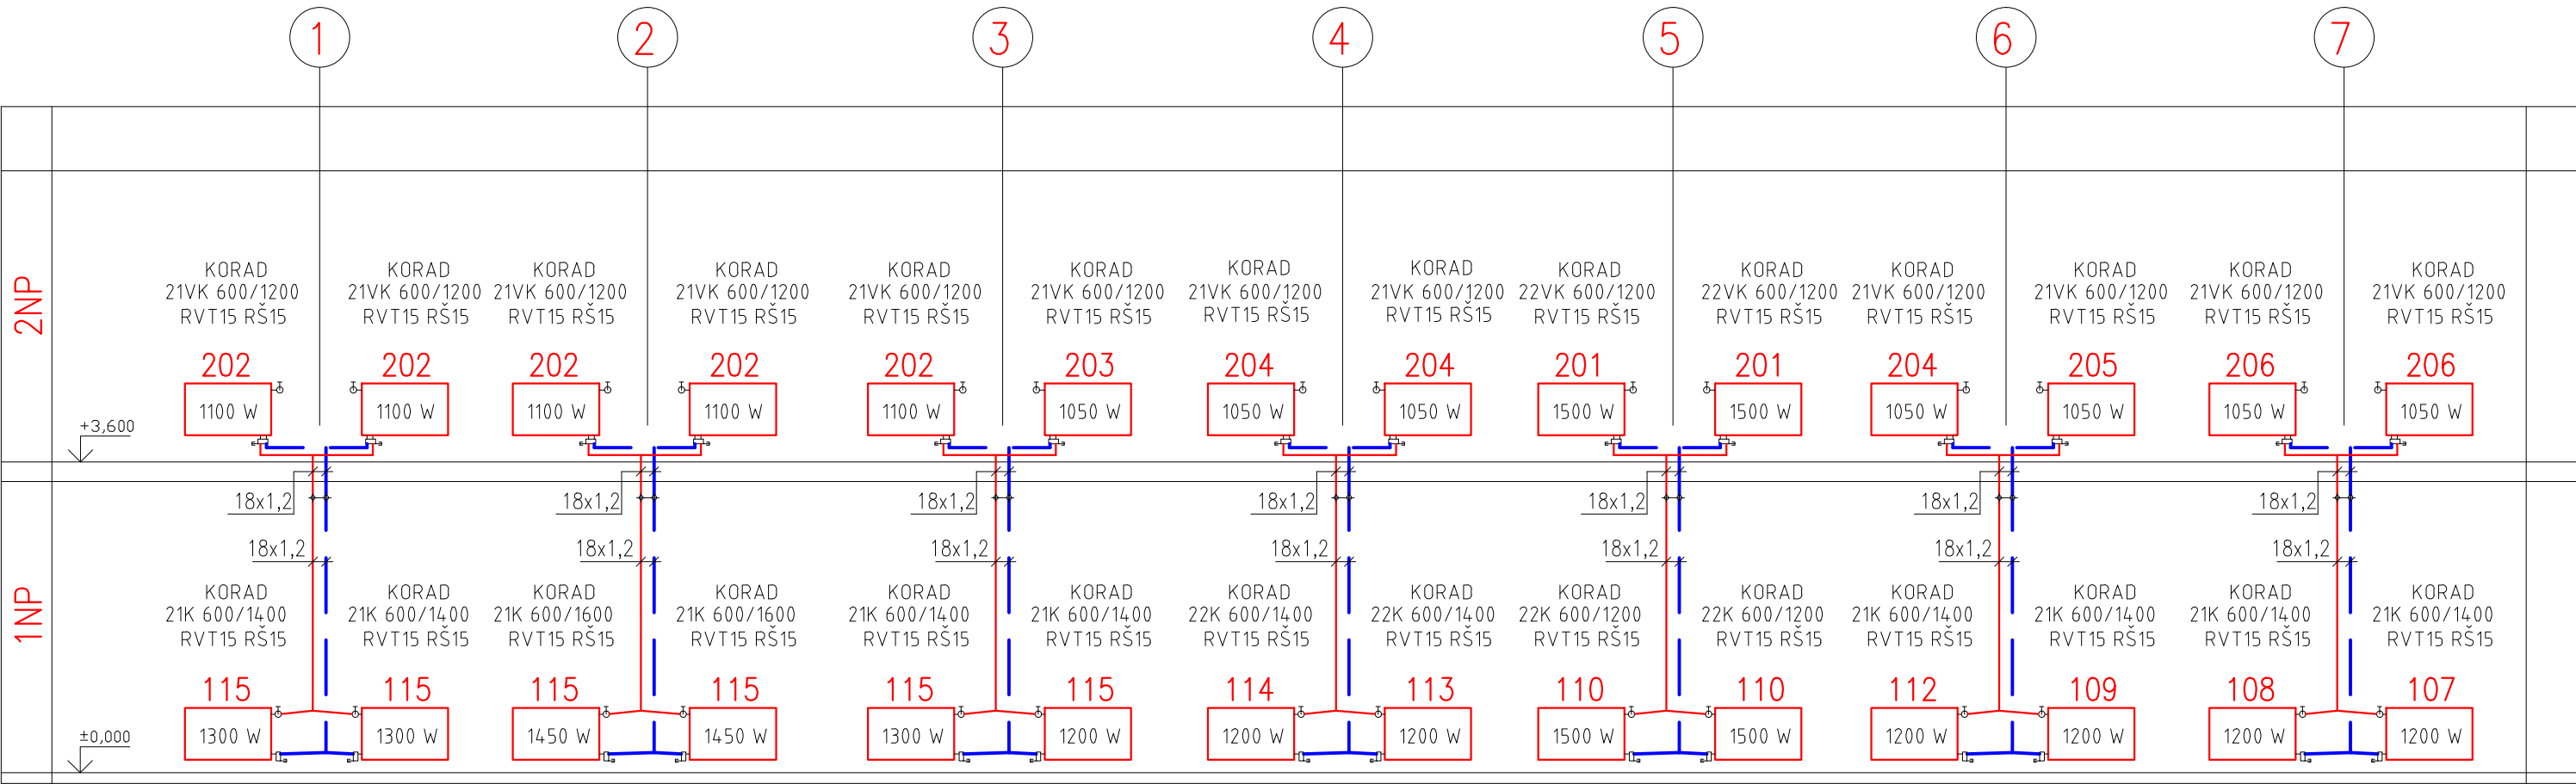 1 2 3 4 5 6 7
2NP
KORAD KORAD KORAD KORAD KORAD KORAD KORAD KORAD KORAD KORAD KORAD KORAD KORAD KORAD
21VK 600/1200 21VK 600/1200 21VK 600/1200 21VK 600/1200 21VK 600/1200 21VK 600/1200 21VK 600/1200 21VK 600/1200 22VK 600/1200 22VK 600/1200 21VK 600/1200 21VK 600/1200 21VK 600/1200 21VK 600/1200
RVT15 RŠ15 RVT15 RŠ15 RVT15 RŠ15 RVT15 RŠ15 RVT15 RŠ15 RVT15 RŠ15 RVT15 RŠ15 RVT15 RŠ15 RVT15 RŠ15 RVT15 RŠ15 RVT15 RŠ15 RVT15 RŠ15 RVT15 RŠ15 RVT15 RŠ15
202 202 202 202 202 203 204 204 201 201 204 205 206 206
1100 W 1100 W 1100 W 1100 W 1100 W 1050 W 1050 W 1050 W 1500 W 1500 W 1050 W 1050 W 1050 W 1050 W
+3,600
18x1,2 18x1,2 18x1,2 18x1,2 18x1,2 18x1,2 18x1,2
1NP
18x1,2 18x1,2 18x1,2 18x1,2 18x1,2 18x1,2 18x1,2
KORAD KORAD KORAD KORAD KORAD KORAD KORAD KORAD KORAD KORAD KORAD KORAD KORAD KORAD
21K 600/1400 21K 600/1400 21K 600/1600 21K 600/1600 21K 600/1400 21K 600/1400 22K 600/1400 22K 600/1400 22K 600/1200 22K 600/1200 21K 600/1400 21K 600/1400 21K 600/1400 21K 600/1400
RVT15 RŠ15 RVT15 RŠ15 RVT15 RŠ15 RVT15 RŠ15 RVT15 RŠ15 RVT15 RŠ15 RVT15 RŠ15 RVT15 RŠ15 RVT15 RŠ15 RVT15 RŠ15 RVT15 RŠ15 RVT15 RŠ15 RVT15 RŠ15 RVT15 RŠ15
115 115 115 115 115 115 114 113 110 110 112 109 108 107
1300 W 1300 W 1450 W 1450 W 1300 W 1200 W 1200 W 1200 W 1500 W 1500 W 1200 W 1200 W 1200 W 1200 W
±0,000